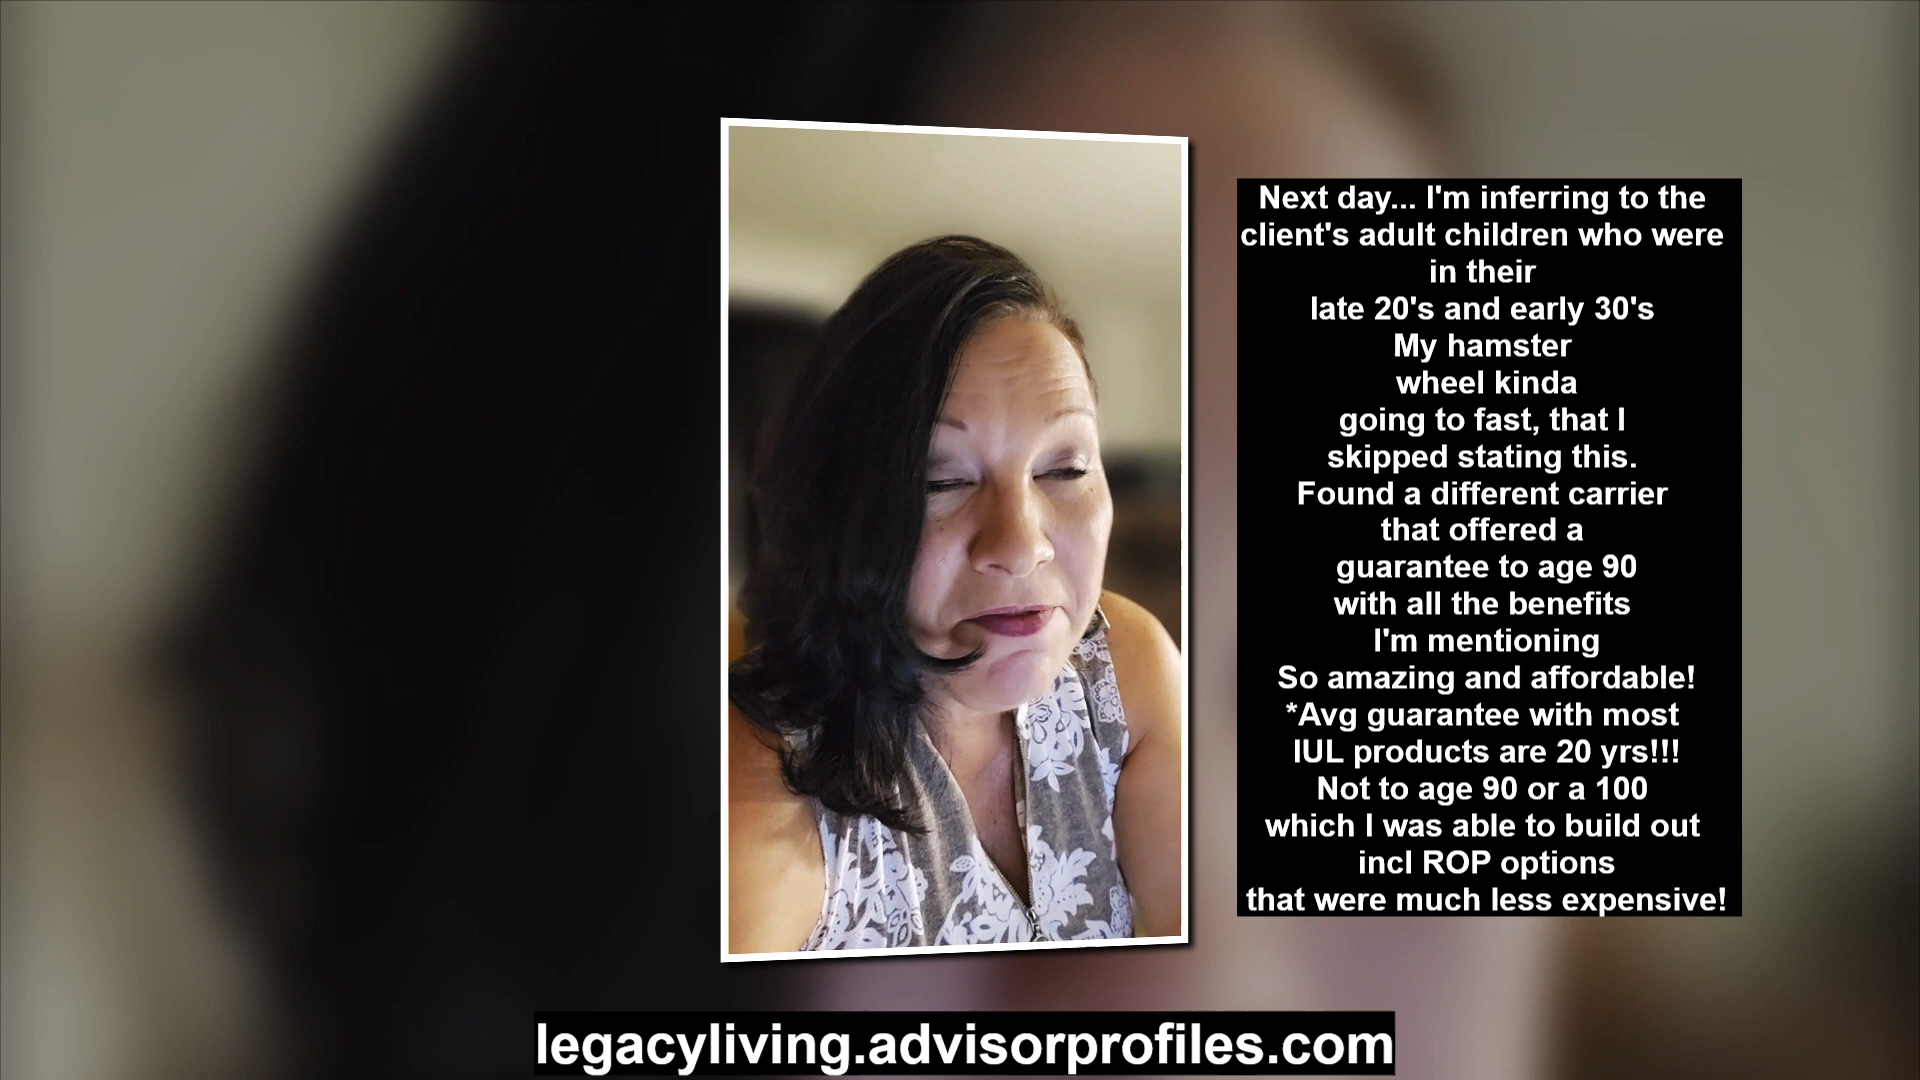 Next day... I'm inferring to the
client's adult children who were
in their
late 20's and early 30's
My hamster
wheel kinda
going to fast, that I
skipped stating this.
Found a different carrier
that offered a
guarantee to age 90
with all the benefits
I'm mentioning
So amazing and affordable!
*Avg guarantee with most
IUL products are 20 yrs!!!
Not to age 90 or a 100
which I was able to build out
incl ROP options
that were much less expensive!
legacyliving.advisorprofiles.com